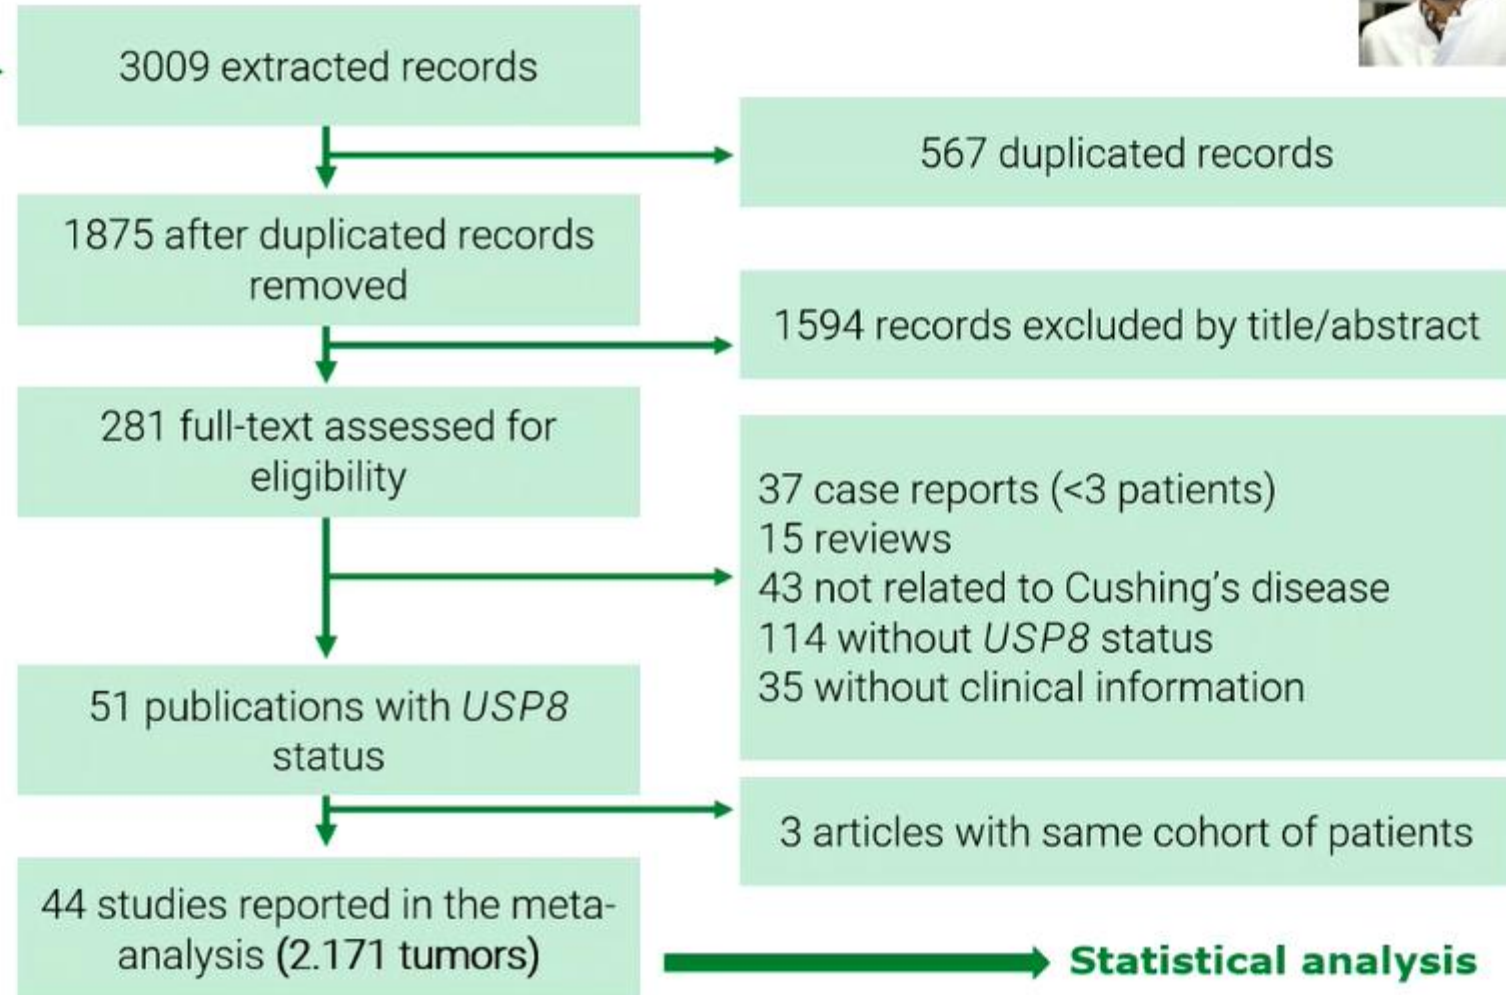 3009 extracted records
567 duplicated records
1875 after duplicated records
removed
1594 records excluded by title/abstract
281 full-text assessed for
eligibility
37 case reports (<3 patients)
15 reviews
43 not related to Cushing's disease
114 without USP8 status
35 without clinical information
51 publications with USP8
status
3 articles with same cohort of patients
44 studies reported in the meta-
analysis (2.171 tumors)
Statistical analysis